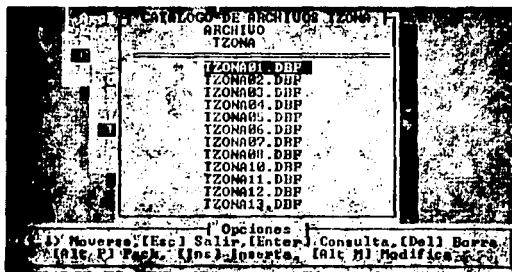 CATALOGO DE ARCHIVOS TZONA
ARCHIVO
TZONA
TZONA01.DBF
TZONA02.DBF
TZONA03.DBF
TZONA04.DBF
TZONA05.DBF
TZONA06.DBF
TZONA07.DBF
TZONA08.DBF
TZONA10.DBF
TZONA11.DBF
TZONA12.DBF
TZONA13.DBF
Opciones
Moverse,[Esc] Salir,[Enter] Consulta,[Del] Borra
[Alt P] Pack, [Ins] Inserta, [Alt M] Modifica